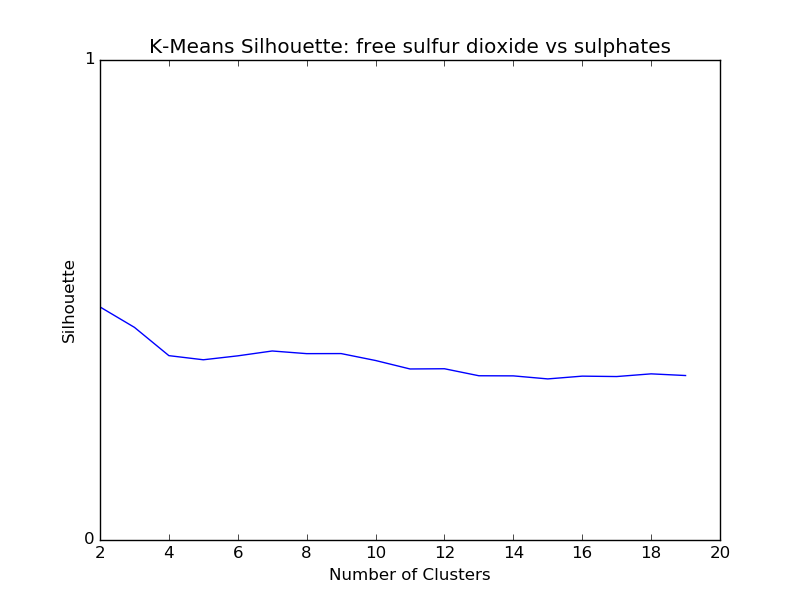 K-Means Silhouette: free sulfur dioxide vs sulphates
1
Silhouette
0
2 4 6 8 10 12 14 16 18 20
Number of Clusters